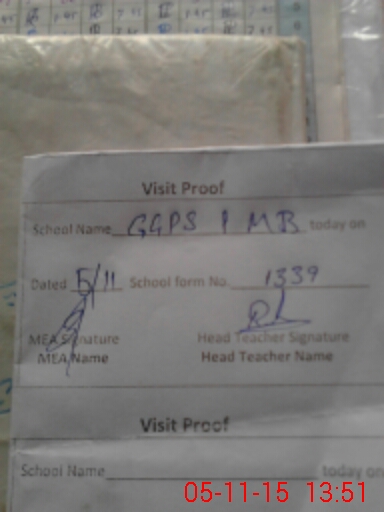 Visit Proof
School Name GGPS 1 MB today on
Dated 5/11 School form No. 1339
MEA Signature Head Teacher Signature
MEA Name Head Teacher Name
Visit Proof
School Name today on
05-11-15 13:51